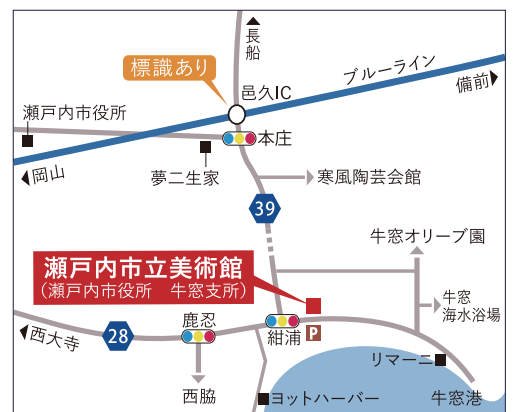 長船
標識あり
ブルーライン
邑久IC
備前
瀬戸内市役所
本庄
岡山
夢二生家
寒風陶芸会館
39
牛窓オリーブ園
瀬戸内市立美術館
(瀬戸内市役所 牛窓支所)
牛窓
海水浴場
鹿忍
紺浦
P
西大寺
28
リマーニ
西脇
ヨットハーバー
牛窓港